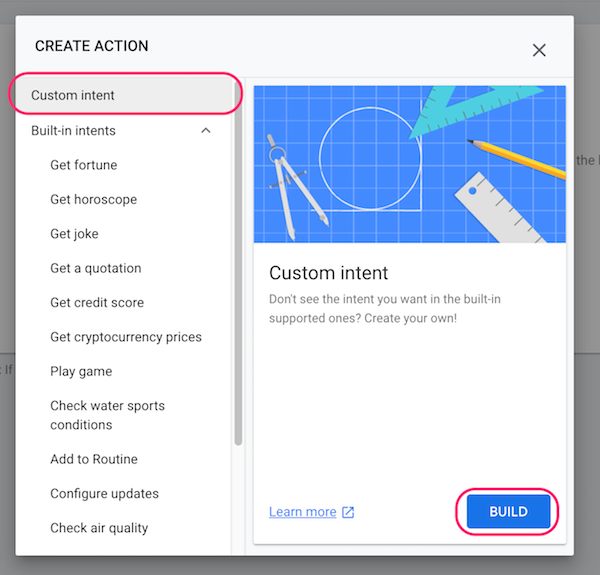 CREATE ACTION
Custom intent
Built-in intents
Get fortune
Get horoscope
Get joke
Get a quotation
Get credit score
Get cryptocurrency prices
Play game
Check water sports
conditions
Add to Routine
Configure updates
Check air quality
Custom intent
Don't see the intent you want in the built-in
supported ones? Create your own!
Learn more
BUILD
the
If